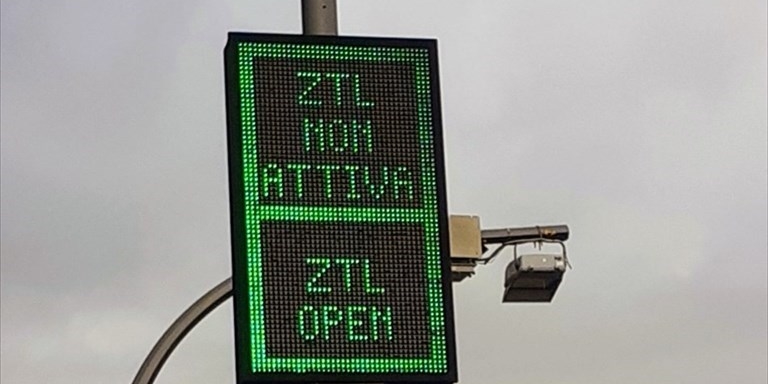 ZTL
NON
ATTIVA
ZTL
OPEN